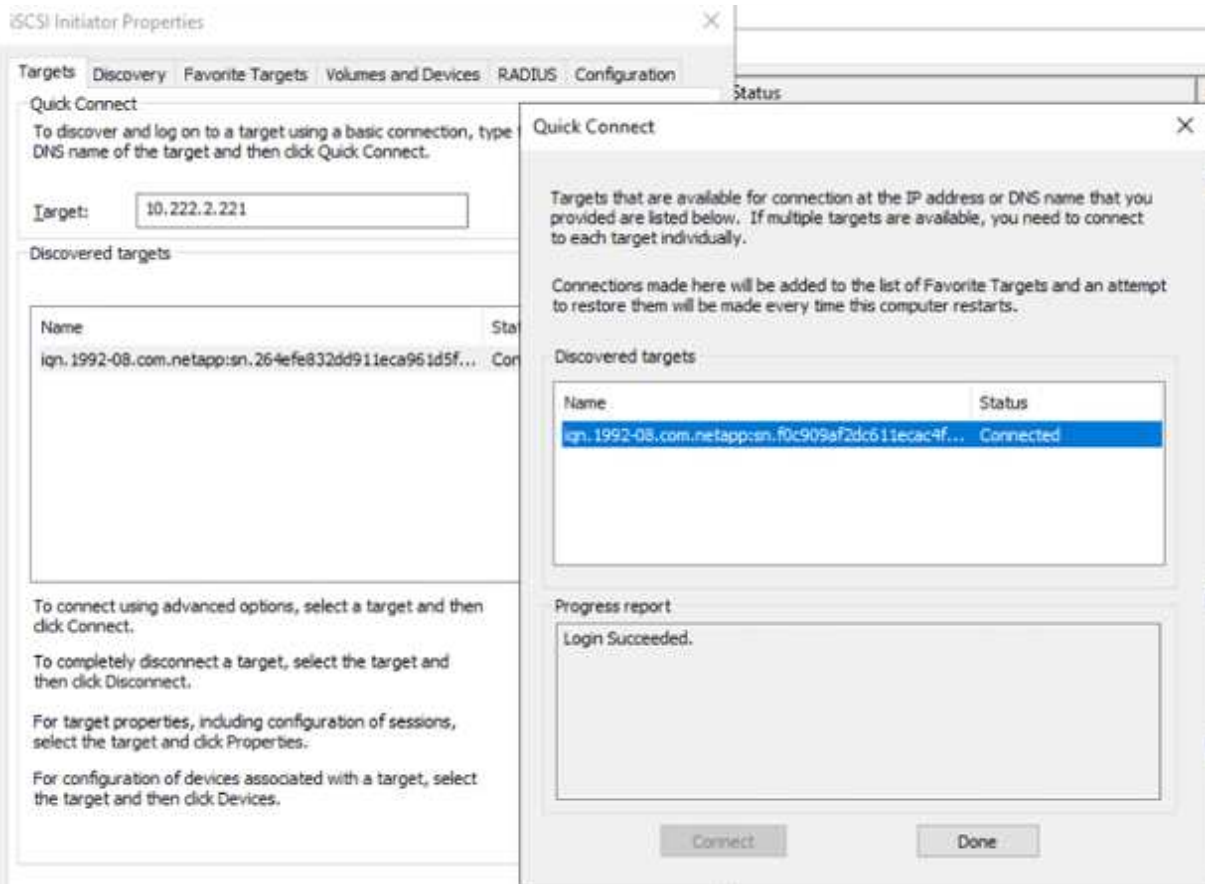 iSCSI Initiator Properties
Targets Discovery Favorite Targets Volumes and Devices RADIUS Configuration
Quick Connect
To discover and log on to a target using a basic connection, type
DNS name of the target and then click Quick Connect.
Target: 10.222.2.221
Discovered targets
Name
iqn.1992-08.com.netapp:sn.264efe832dd911eca961d5f...
To connect using advanced options, select a target and then
click Connect.
To completely disconnect a target, select the target and
then click Disconnect.
For target properties, including configuration of sessions,
select the target and click Properties.
For configuration of devices associated with a target, select
the target and then click Devices.
Status
Quick Connect
Targets that are available for connection at the IP address or DNS name that you
provided are listed below. If multiple targets are available, you need to connect
to each target individually.
Connections made here will be added to the list of Favorite Targets and an attempt
to restore them will be made every time this computer restarts.
Discovered targets
Name Status
iqn.1992-08.com.netapp:sn.f0c909af2dc611ecac4f... Connected
Progress report
Login Succeeded.
Connect Done